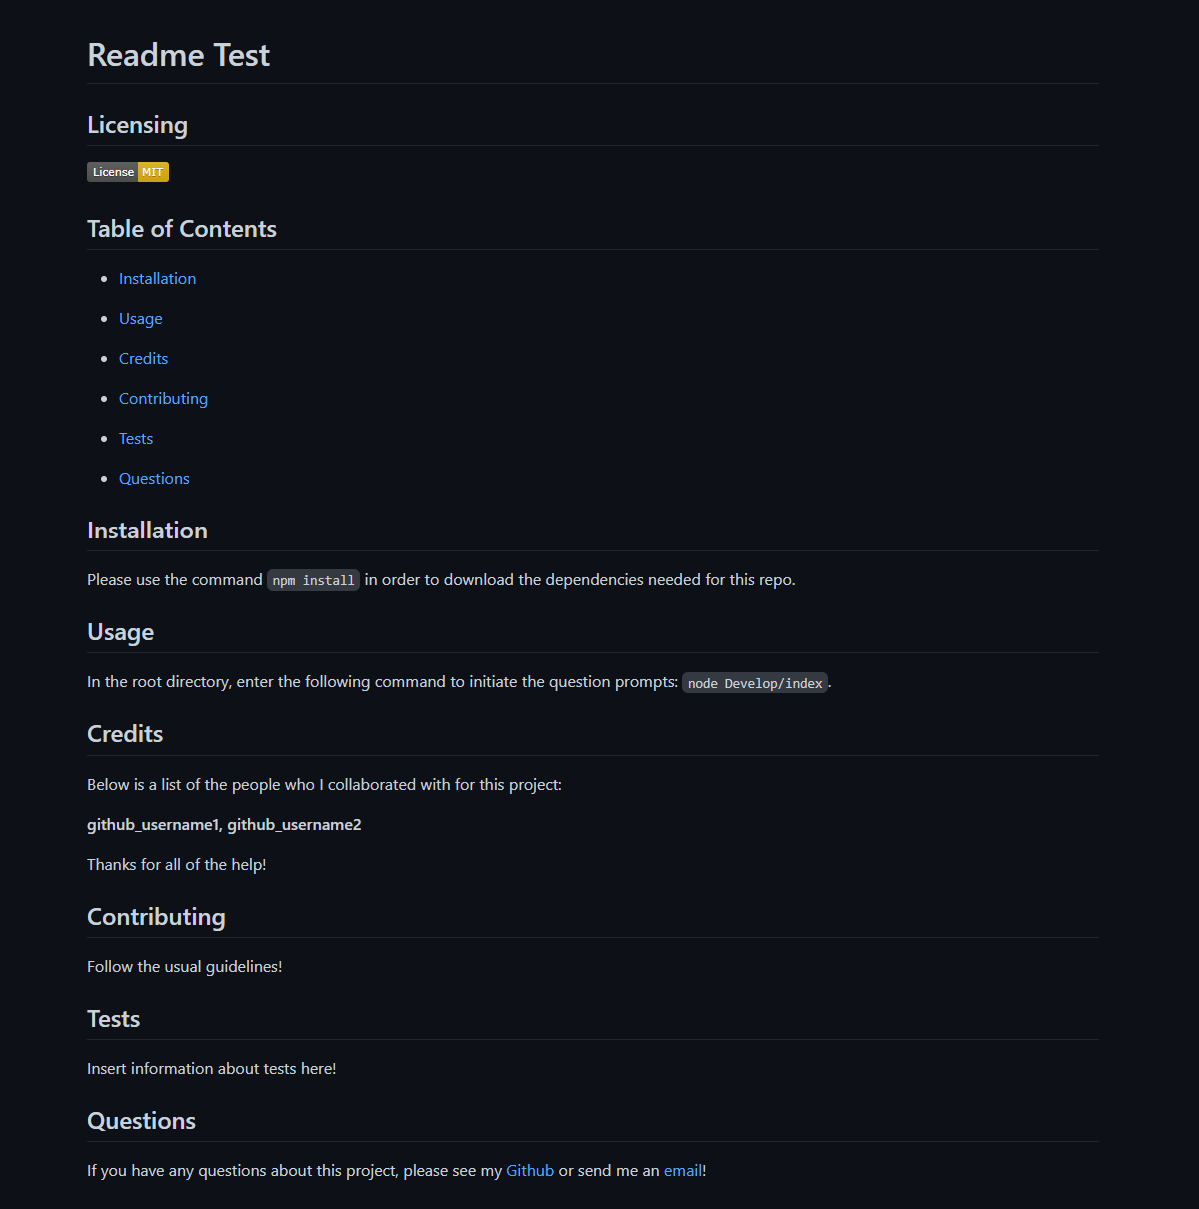 Readme Test
Licensing
License MIT
Table of Contents
Installation
Usage
Credits
Contributing
Tests
Questions
Installation
Please use the command npm install in order to download the dependencies needed for this repo.
Usage
In the root directory, enter the following command to initiate the question prompts: node Develop/index.
Credits
Below is a list of the people who I collaborated with for this project:
github_username1, github_username2
Thanks for all of the help!
Contributing
Follow the usual guidelines!
Tests
Insert information about tests here!
Questions
If you have any questions about this project, please see my Github or send me an email!